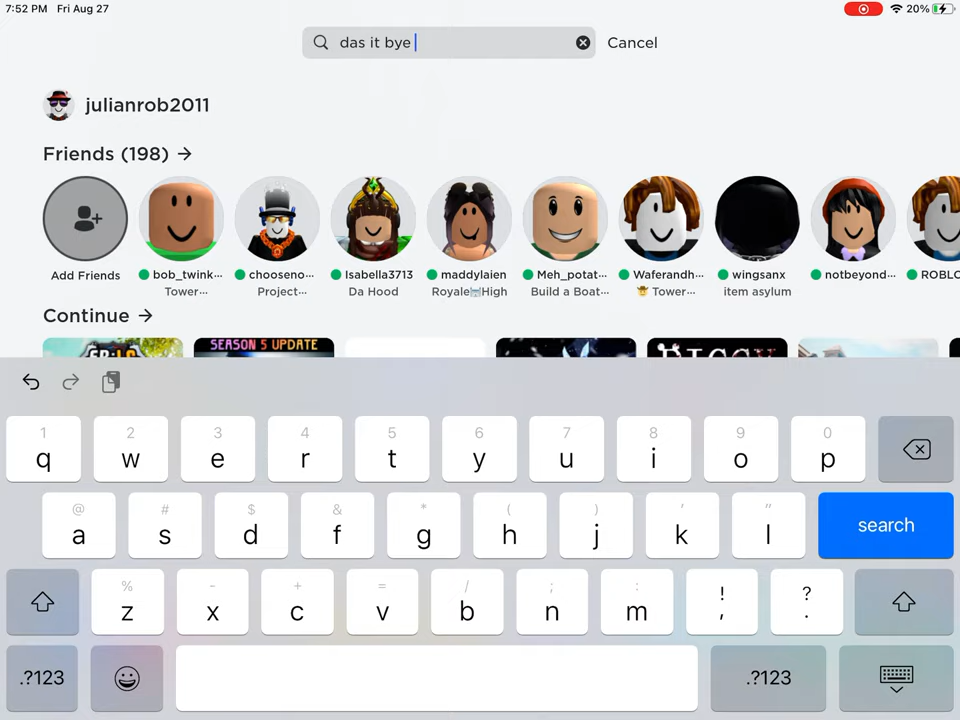 7:52 PM Fri Aug 27
20%
das it bye
Cancel
julianrob2011
Friends (198) →
Add Friends
bob_twink···
Tower···
chooseno···
Project···
Isabella3713
Da Hood
maddylaien
Royale High
Meh_potat···
Build a Boat···
Waferandh···
🤠 Tower···
wingsanx
item asylum
notbeyond···
ROBLO
Continue →
SEASON 5 UPDATE
PIGGY
1 2 3 4 5 6 7 8 9 0
q w e r t y u i o p
@ # $ & * ( ) ' "
a s d f g h j k l
search
% - + = / ; : ! ?
z x c v b n m , .
.?123
.?123